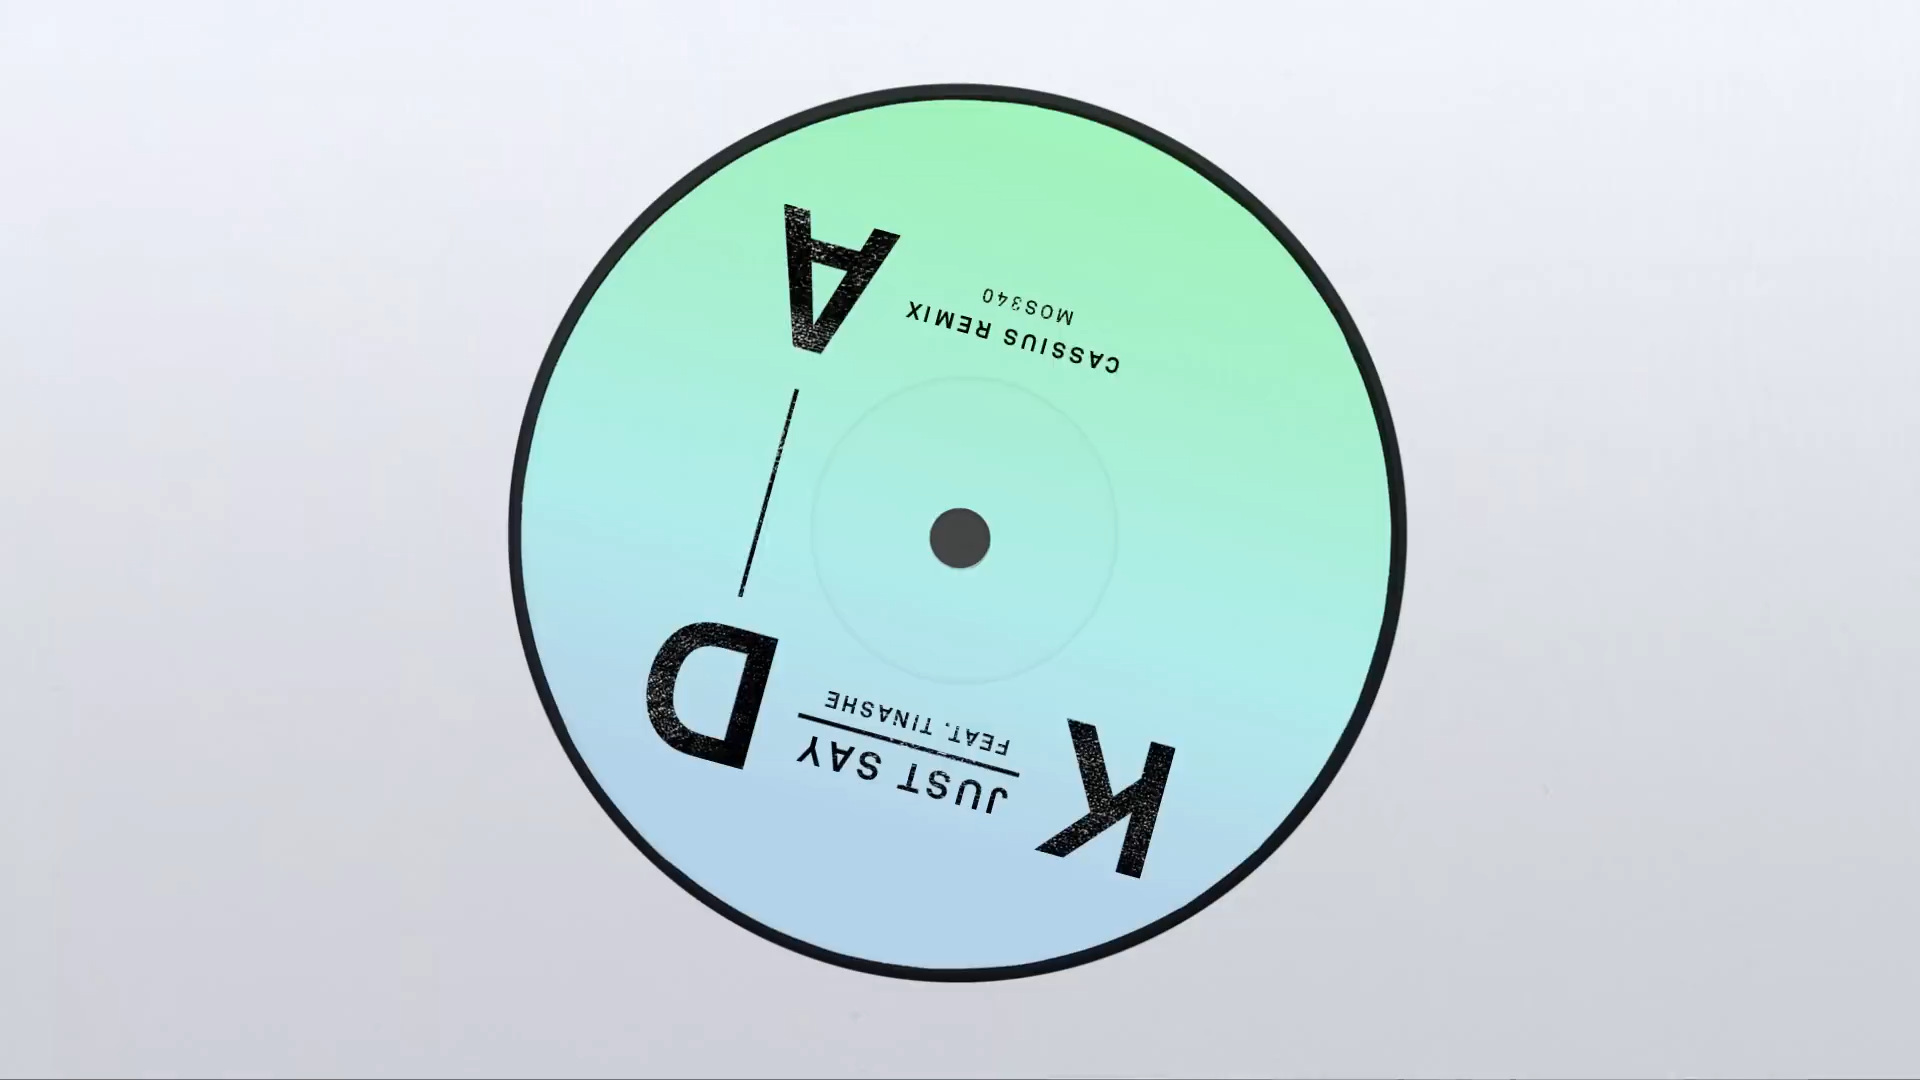 K D
JUST SAY
FEAT. TINASHE
A
CASSIUS REMIX
MOS340